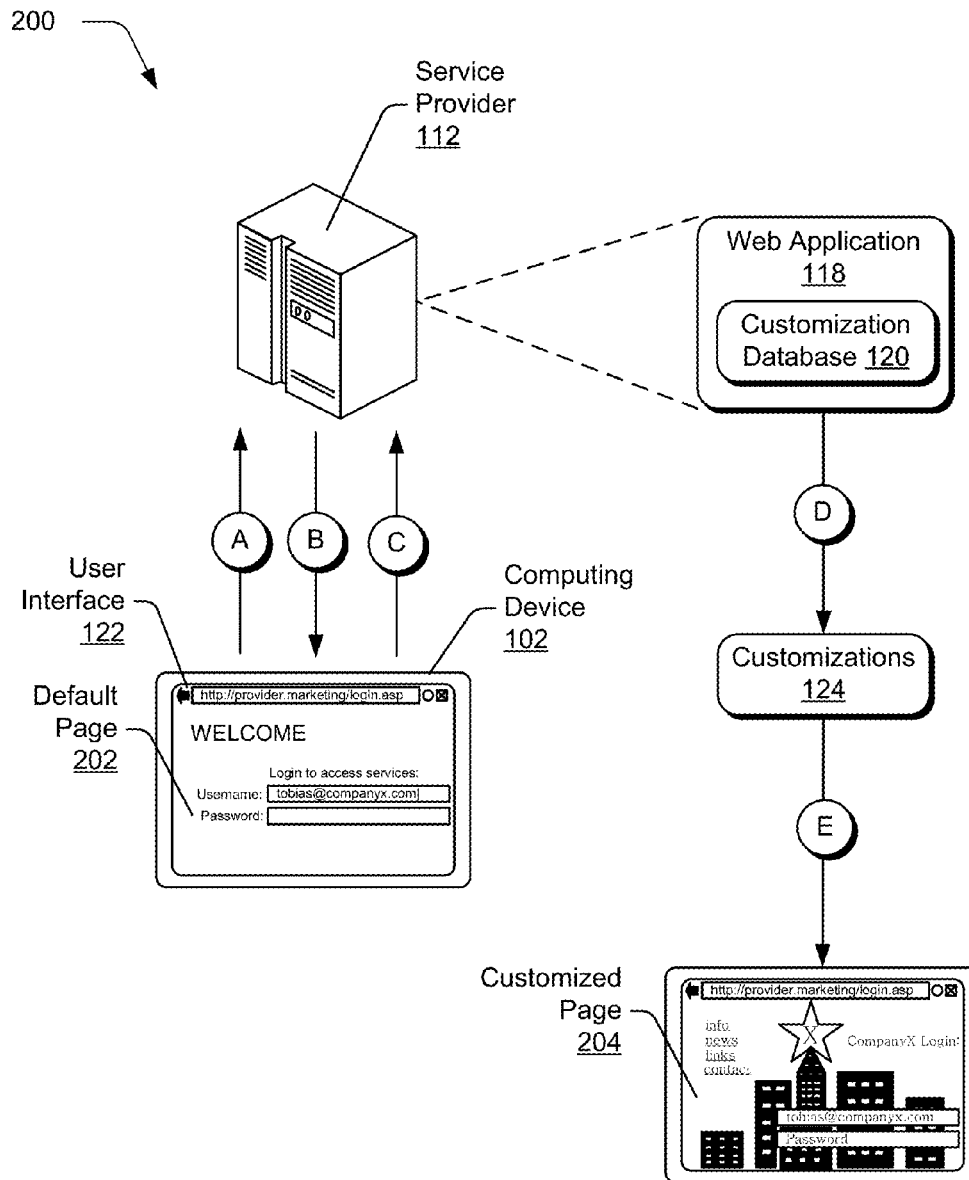 200
Service
Provider
112
Web Application
118
Customization
Database 120
A
B
C
D
User
Interface
122
Computing
Device
102
Default
Page
202
http://provider.marketing/login.asp
WELCOME
Login to access services:
Username: tobias@companyx.com
Password:
Customizations
124
E
Customized
Page
204
http://provider.marketing/login.asp
info
news
links
contact
X
CompanyX Login:
tobias@companyx.com
Password